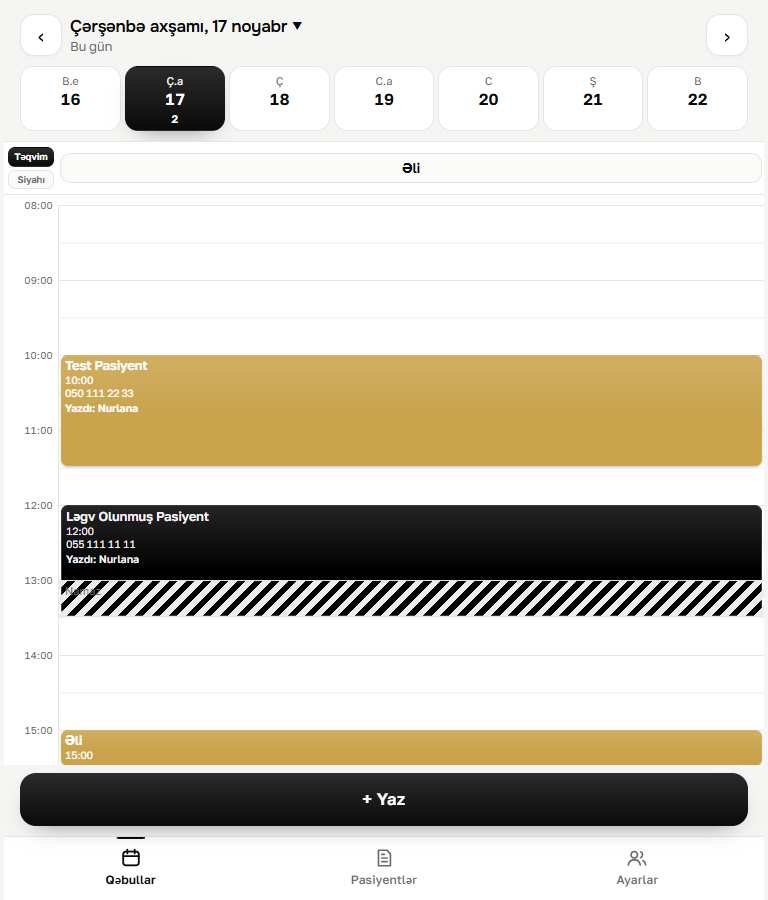 ‹
Çərşənbə axşamı, 17 noyabr ▼
Bu gün
›
B.e
16
Ç.a
17
2
Ç
18
C.a
19
C
20
Ş
21
B
22
Təqvim
Siyahı
Əli
08:00
09:00
10:00
Test Pasiyent
10:00
050 111 22 33
Yazdı: Nurlana
11:00
12:00
Ləğv Olunmuş Pasiyent
12:00
055 111 11 11
Yazdı: Nurlana
13:00
Namaz
14:00
15:00
Əli
15:00
+ Yaz
Qəbullar
Pasiyentlər
Ayarlar